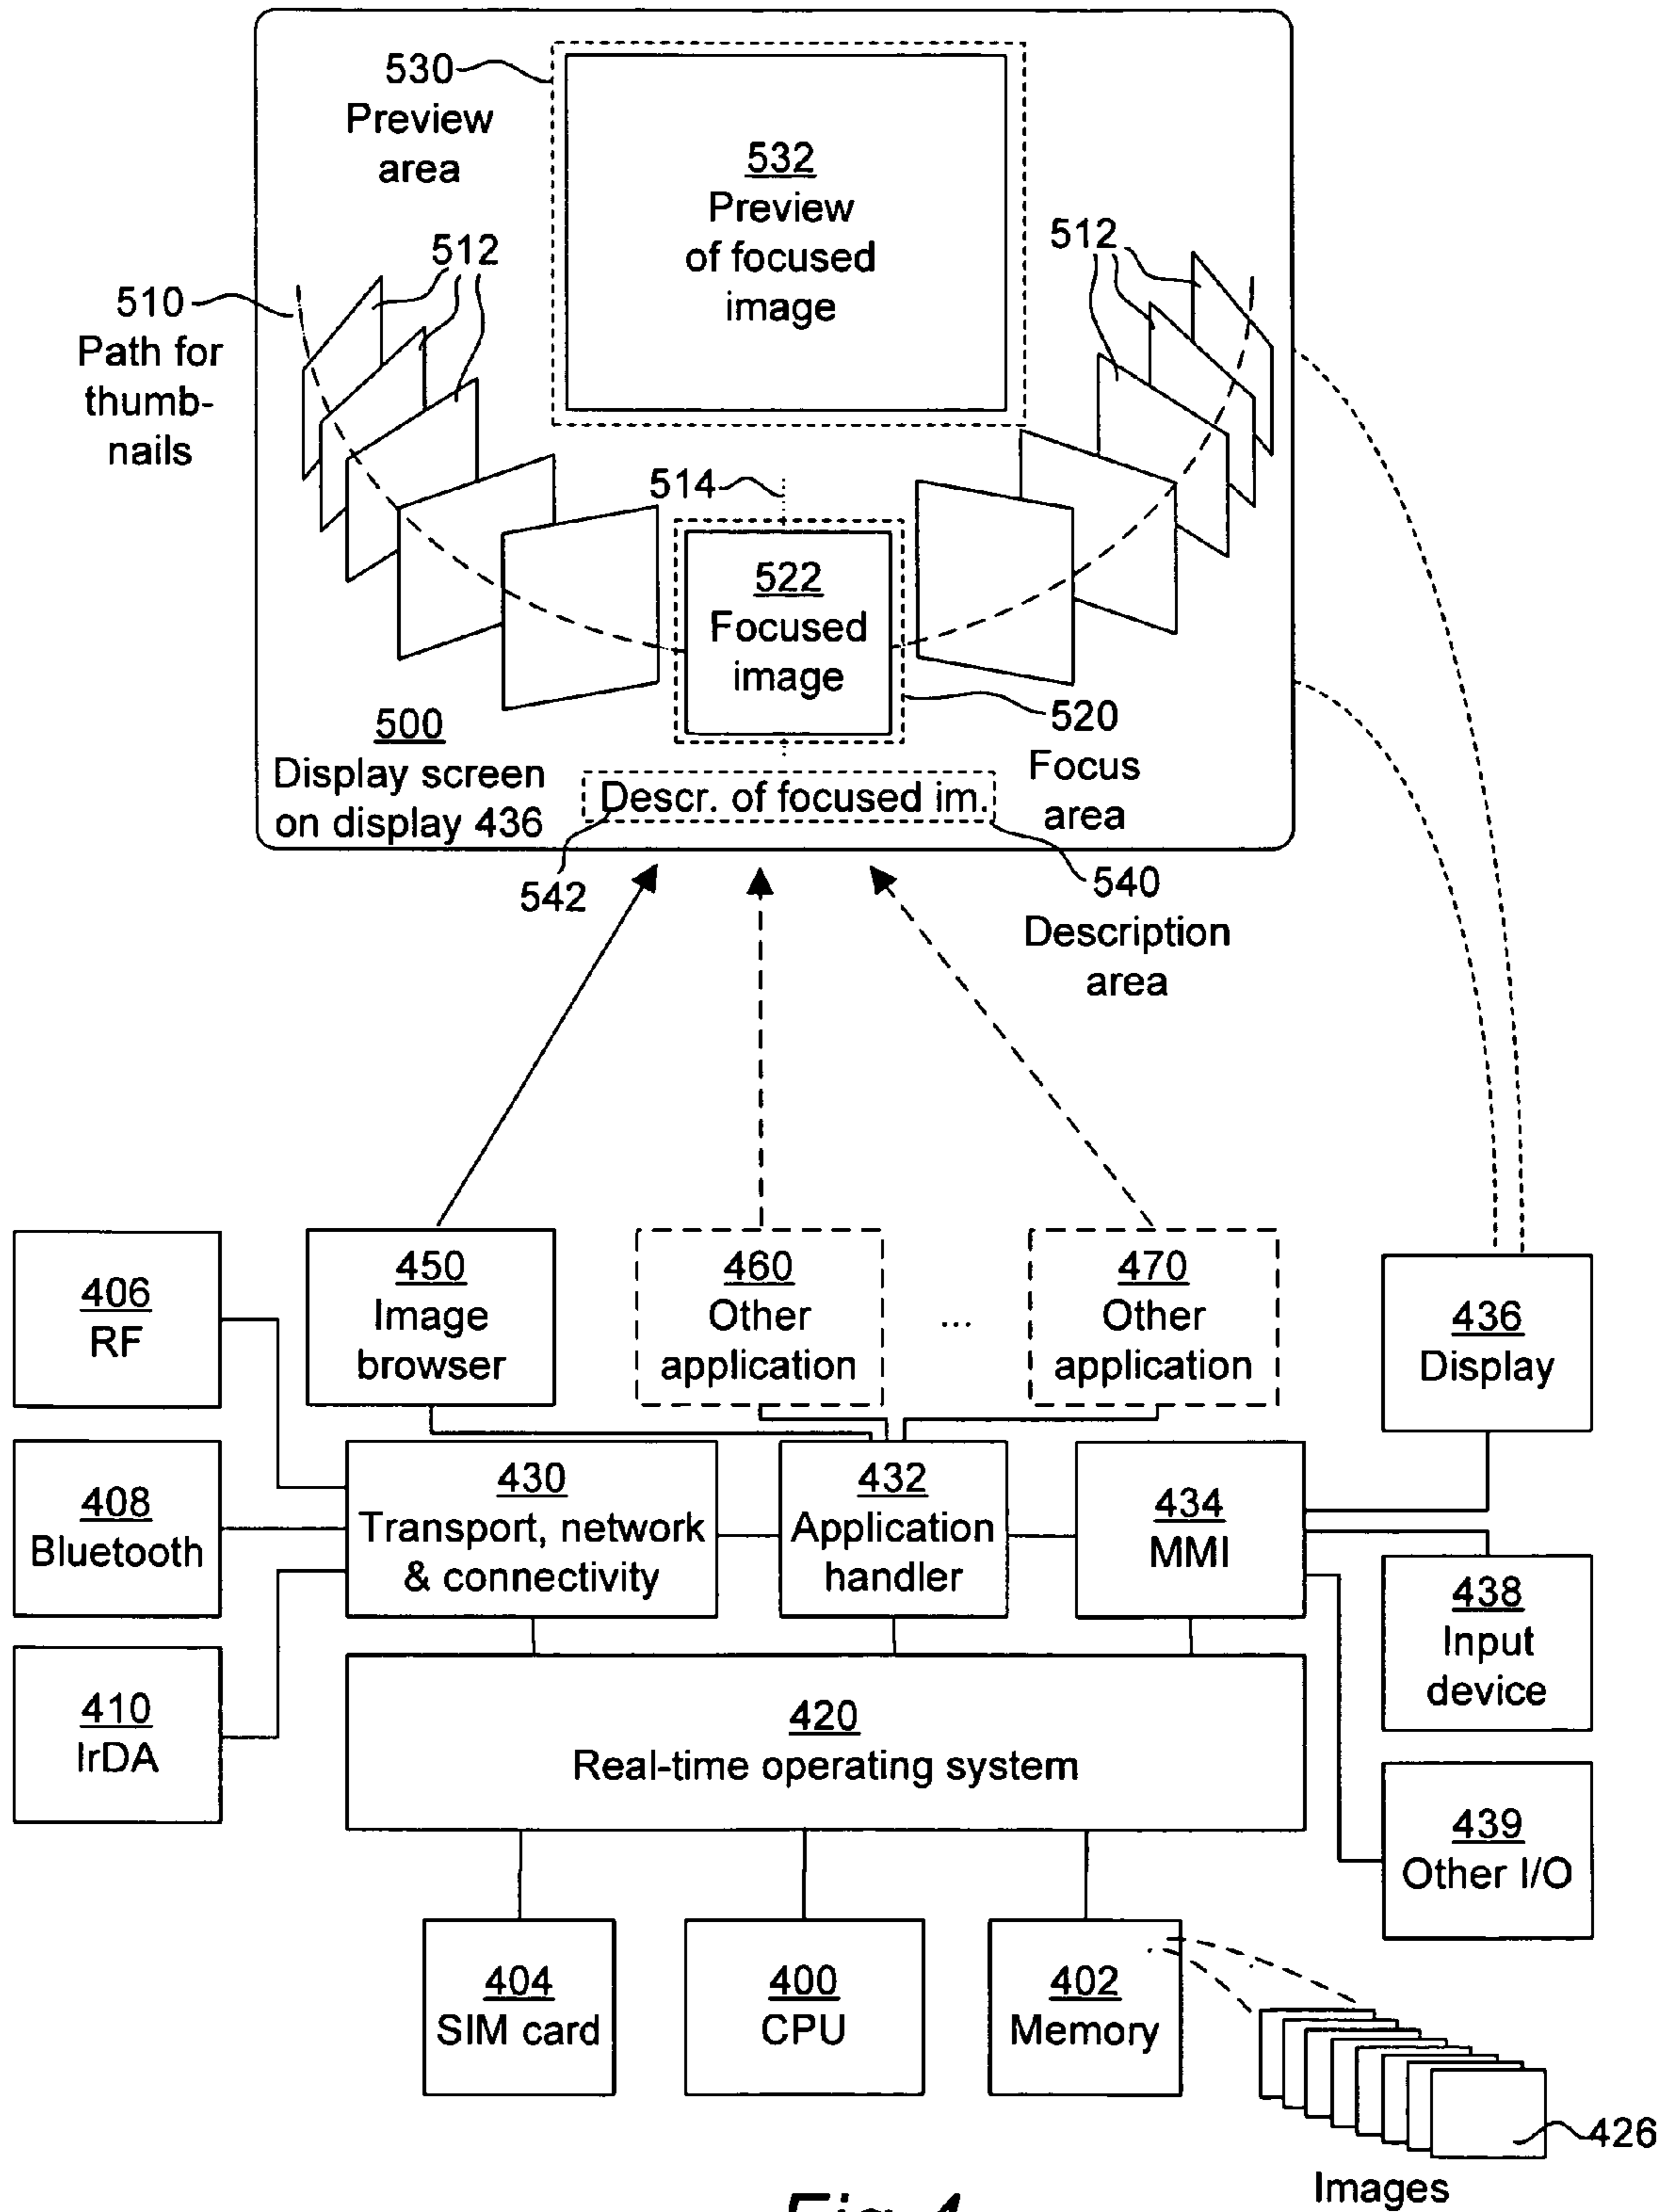 530
Preview
area
532
Preview
of focused
image
512
512
510
Path for
thumb-
nails
514
522
Focused
image
520
Focus
area
500
Display screen
on display 436
Descr. of focused im.
542
540
Description
area
406
RF
450
Image
browser
460
Other
application
...
470
Other
application
436
Display
408
Bluetooth
430
Transport, network
& connectivity
432
Application
handler
434
MMI
438
Input
device
410
IrDA
420
Real-time operating system
439
Other I/O
404
SIM card
400
CPU
402
Memory
426
Images
Fig 4